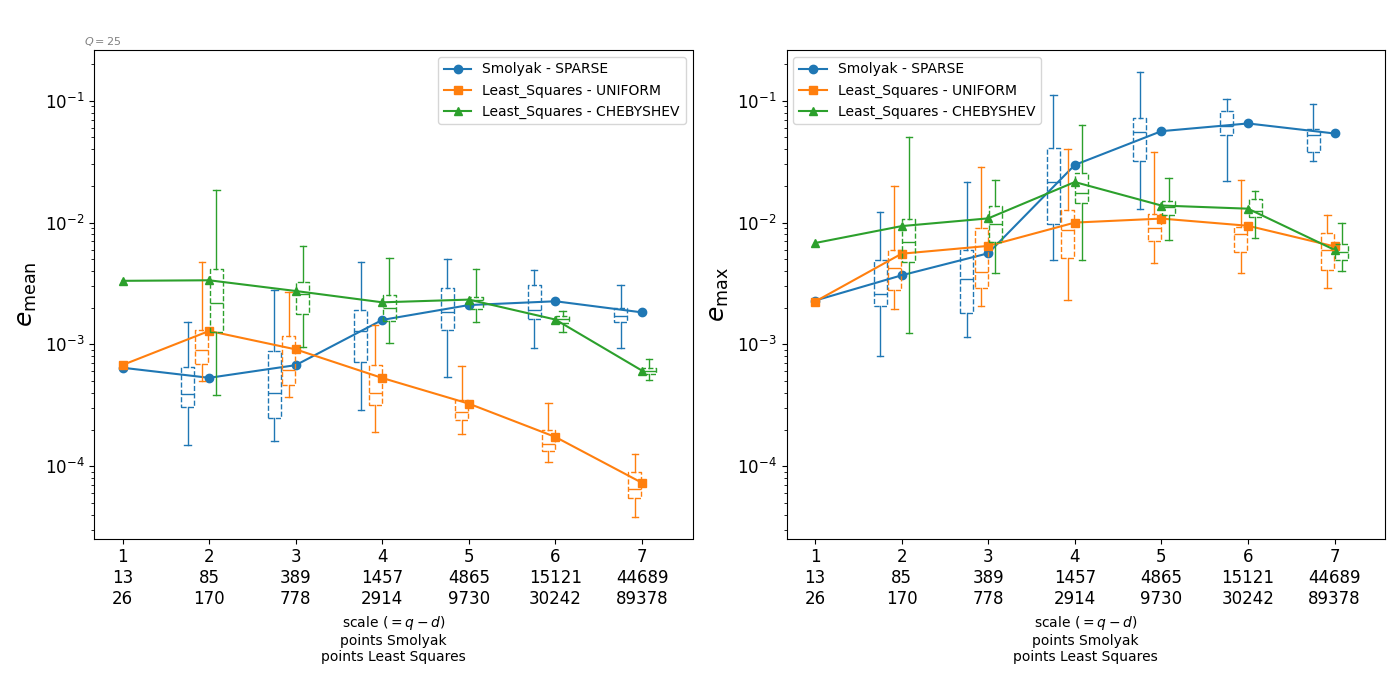 Q = 25
Smolyak - SPARSE
Least_Squares - UNIFORM
Least_Squares - CHEBYSHEV
10⁻¹
10⁻²
10⁻³
10⁻⁴
e_mean
1 2 3 4 5 6 7
13 85 389 1457 4865 15121 44689
26 170 778 2914 9730 30242 89378
scale (= q − d)
points Smolyak
points Least Squares
Smolyak - SPARSE
Least_Squares - UNIFORM
Least_Squares - CHEBYSHEV
10⁻¹
10⁻²
10⁻³
10⁻⁴
e_max
1 2 3 4 5 6 7
13 85 389 1457 4865 15121 44689
26 170 778 2914 9730 30242 89378
scale (= q − d)
points Smolyak
points Least Squares